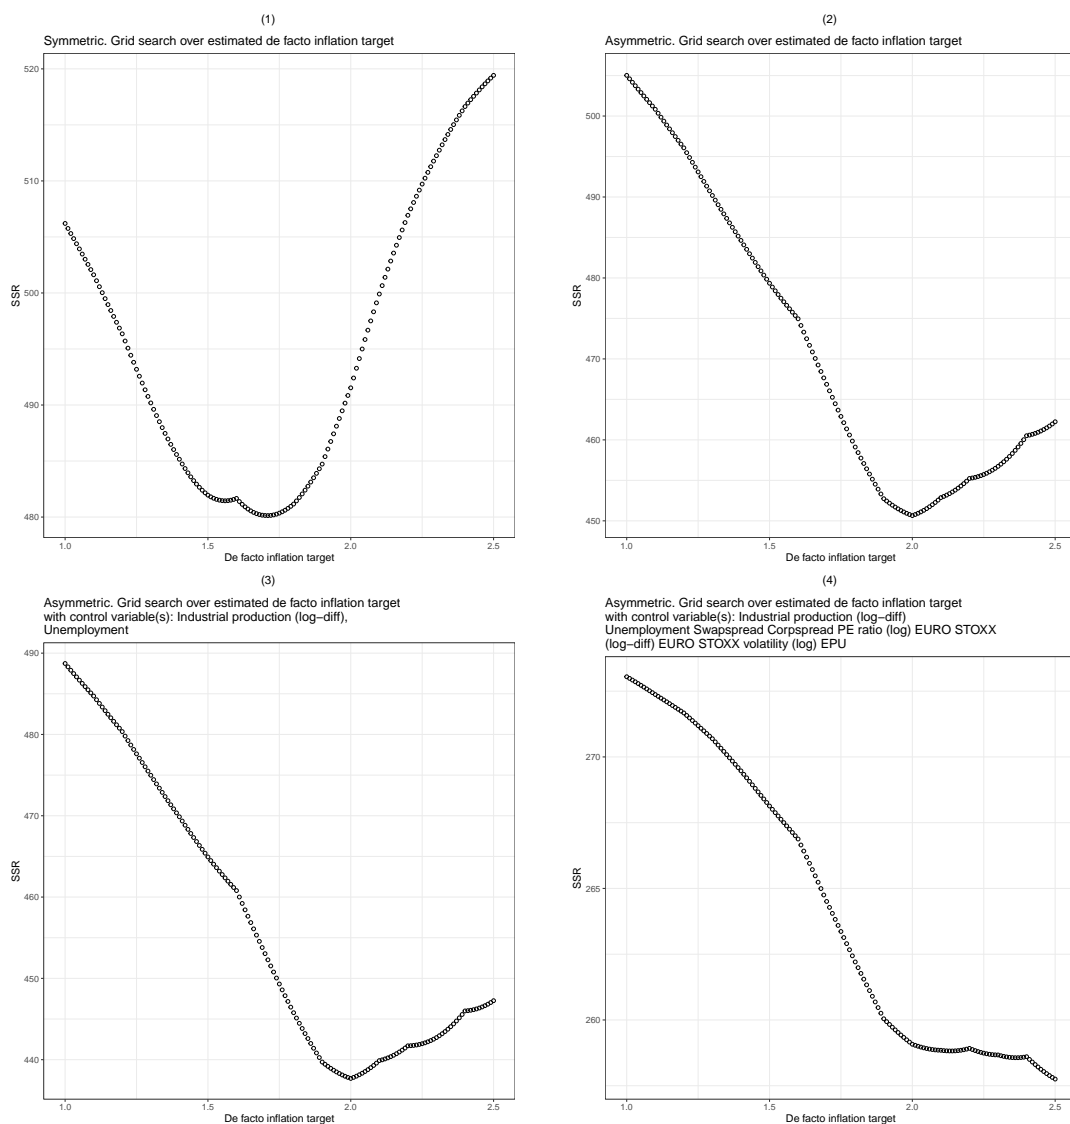 (1)
Symmetric. Grid search over estimated de facto inflation target
520
510
500
490
480
SSR
1.0 1.5 2.0 2.5
De facto inflation target
(2)
Asymmetric. Grid search over estimated de facto inflation target
500
490
480
470
460
450
SSR
1.0 1.5 2.0 2.5
De facto inflation target
(3)
Asymmetric. Grid search over estimated de facto inflation target
with control variable(s): Industrial production (log−diff),
Unemployment
490
480
470
460
450
440
SSR
1.0 1.5 2.0 2.5
De facto inflation target
(4)
Asymmetric. Grid search over estimated de facto inflation target
with control variable(s): Industrial production (log−diff)
Unemployment Swapspread Corpspread PE ratio (log) EURO STOXX
(log−diff) EURO STOXX volatility (log) EPU
270
265
260
SSR
1.0 1.5 2.0 2.5
De facto inflation target